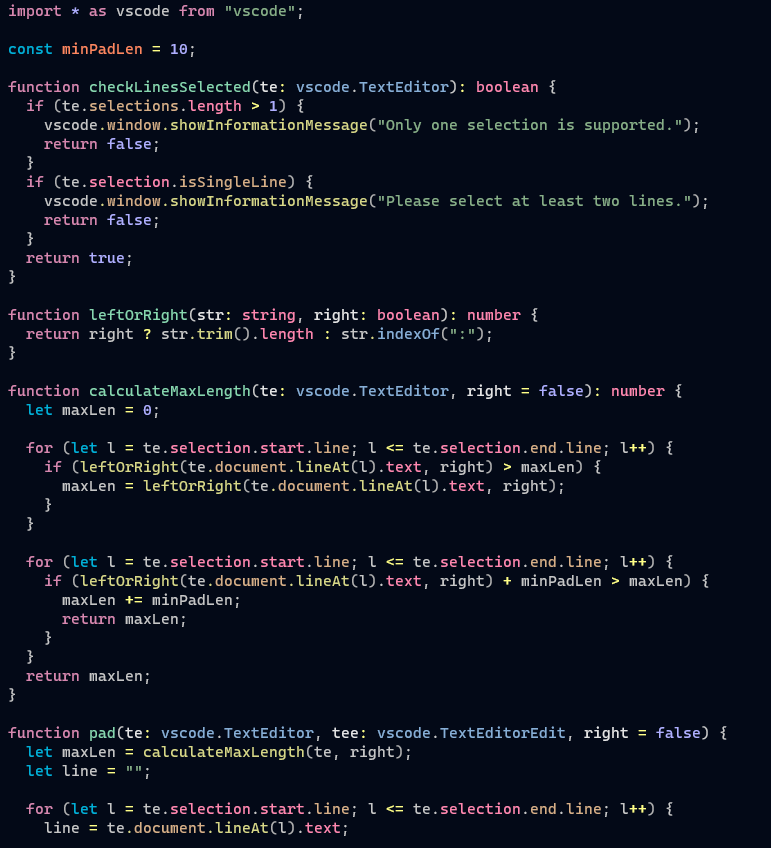 import * as vscode from "vscode";

const minPadLen = 10;

function checkLinesSelected(te: vscode.TextEditor): boolean {
  if (te.selections.length > 1) {
    vscode.window.showInformationMessage("Only one selection is supported.");
    return false;
  }
  if (te.selection.isSingleLine) {
    vscode.window.showInformationMessage("Please select at least two lines.");
    return false;
  }
  return true;
}

function leftOrRight(str: string, right: boolean): number {
  return right ? str.trim().length : str.indexOf(":");
}

function calculateMaxLength(te: vscode.TextEditor, right = false): number {
  let maxLen = 0;

  for (let l = te.selection.start.line; l <= te.selection.end.line; l++) {
    if (leftOrRight(te.document.lineAt(l).text, right) > maxLen) {
      maxLen = leftOrRight(te.document.lineAt(l).text, right);
    }
  }

  for (let l = te.selection.start.line; l <= te.selection.end.line; l++) {
    if (leftOrRight(te.document.lineAt(l).text, right) + minPadLen > maxLen) {
      maxLen += minPadLen;
      return maxLen;
    }
  }
  return maxLen;
}

function pad(te: vscode.TextEditor, tee: vscode.TextEditorEdit, right = false) {
  let maxLen = calculateMaxLength(te, right);
  let line = "";

  for (let l = te.selection.start.line; l <= te.selection.end.line; l++) {
    line = te.document.lineAt(l).text;